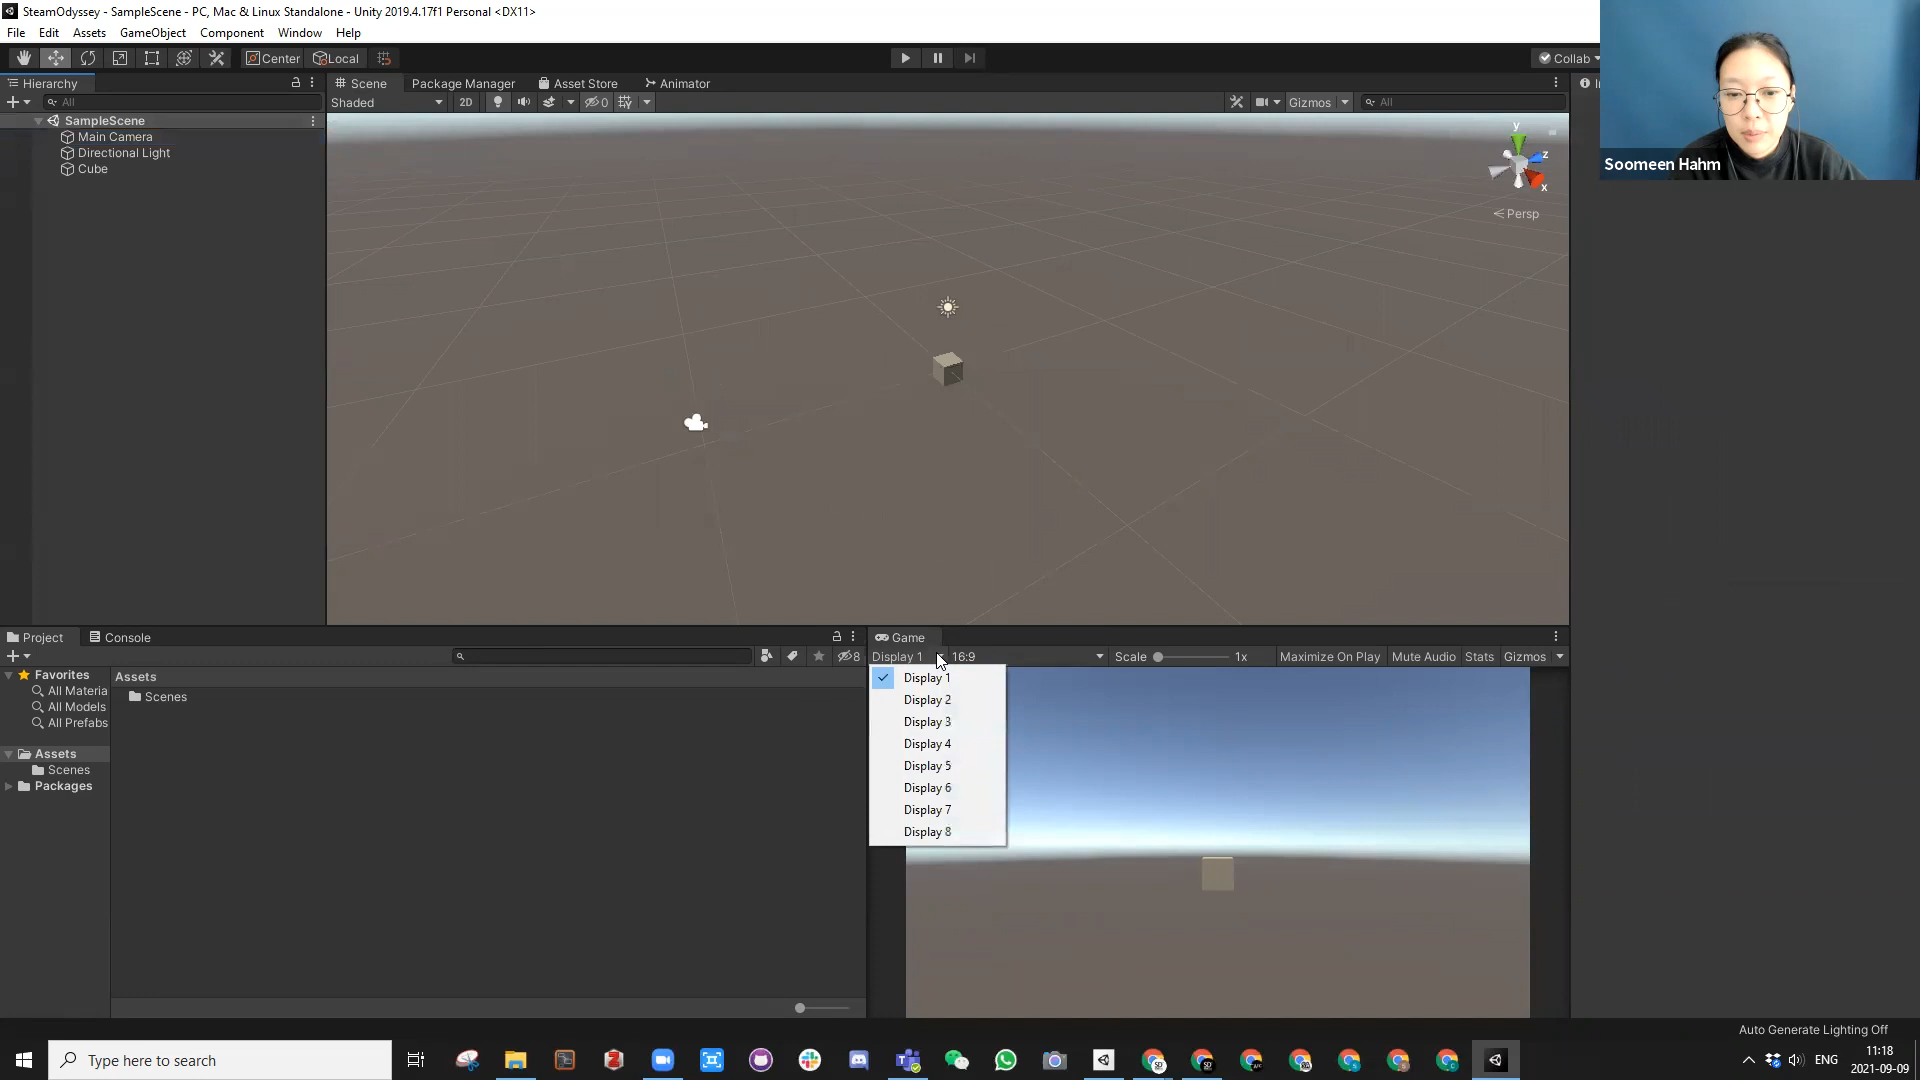 SteamOdyssey - SampleScene - PC, Mac & Linux Standalone - Unity 2019.4.17f1 Personal <DX11>
File Edit Assets GameObject Component Window Help
Center Local Collab
Hierarchy Scene Package Manager Asset Store Animator
All Shaded 2D 0 Gizmos All
SampleScene
Main Camera
Directional Light
Cube
y
z
x
Persp
Soomeen Hahm
Project Console Game
8 Display 1 16:9 Scale 1x Maximize On Play Mute Audio Stats Gizmos
Favorites
All Materia
All Models
All Prefabs
Assets
Scenes
Packages
Assets
Scenes
Display 1
Display 2
Display 3
Display 4
Display 5
Display 6
Display 7
Display 8
Auto Generate Lighting Off
Type here to search
ENG
11:18
2021-09-09